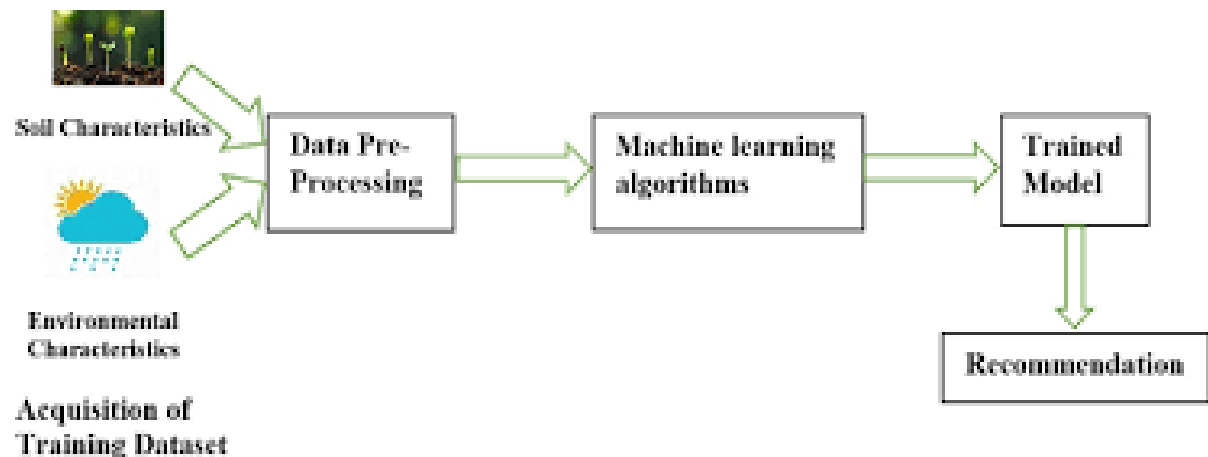 Soil Characteristics
Data Pre-
Processing
Machine learning
algorithms
Trained
Model
Environmental
Characteristics
Recommendation
Acquisition of
Training Dataset